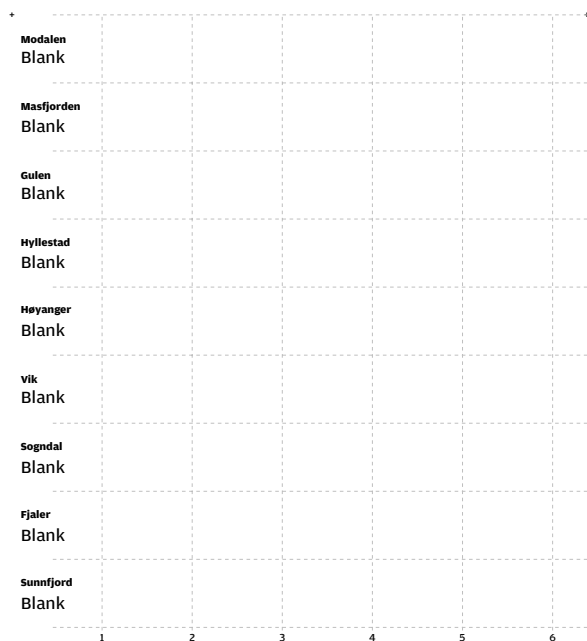 Modalen
Blank
Masfjorden
Blank
Gulen
Blank
Hyllestad
Blank
Høyanger
Blank
Vik
Blank
Sogndal
Blank
Fjaler
Blank
Sunnfjord
Blank
1 2 3 4 5 6